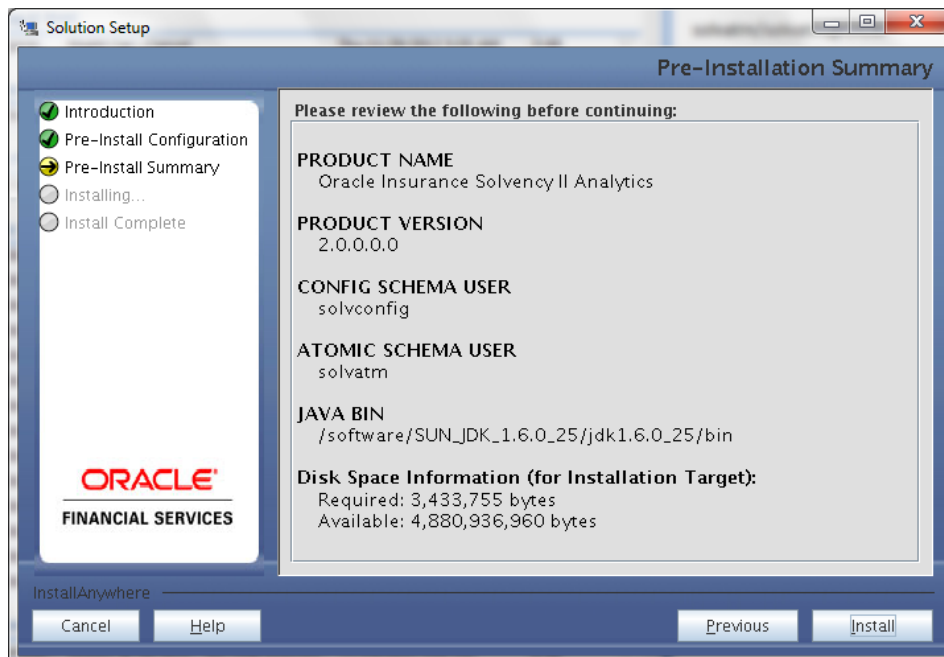 Solution Setup
Pre-Installation Summary
Introduction
Pre-Install Configuration
Pre-Install Summary
Installing...
Install Complete
ORACLE'
FINANCIAL SERVICES
Please review the following before continuing:
PRODUCT NAME
Oracle Insurance Solvency II Analytics
PRODUCT VERSION
2.0.0.0.0
CONFIG SCHEMA USER
solvconfig
ATOMIC SCHEMA USER
solvatm
JAVA BIN
/software/SUN_JDK_1.6.0_25/jdk1.6.0_25/bin
Disk Space Information (for Installation Target):
Required: 3,433,755 bytes
Available: 4,880,936,960 bytes
InstallAnywhere
Cancel
Help
Previous
Install